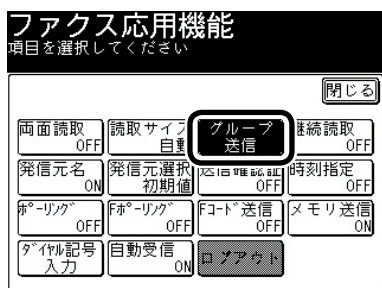 ファクス応用機能
項目を選択してください
閉じる
両面読取 OFF
読取サイズ 自動
グループ 送信
継続読取 OFF
発信元名 ON
発信元選択 初期値
送信確認証 OFF
時刻指定 OFF
ﾎﾟｰﾘﾝｸﾞ OFF
Fﾎﾟｰﾘﾝｸﾞ OFF
Fｺｰﾄﾞ送信 OFF
メモリ送信 ON
ﾀﾞｲﾔﾙ記号 入力
自動受信 ON
ログアウト